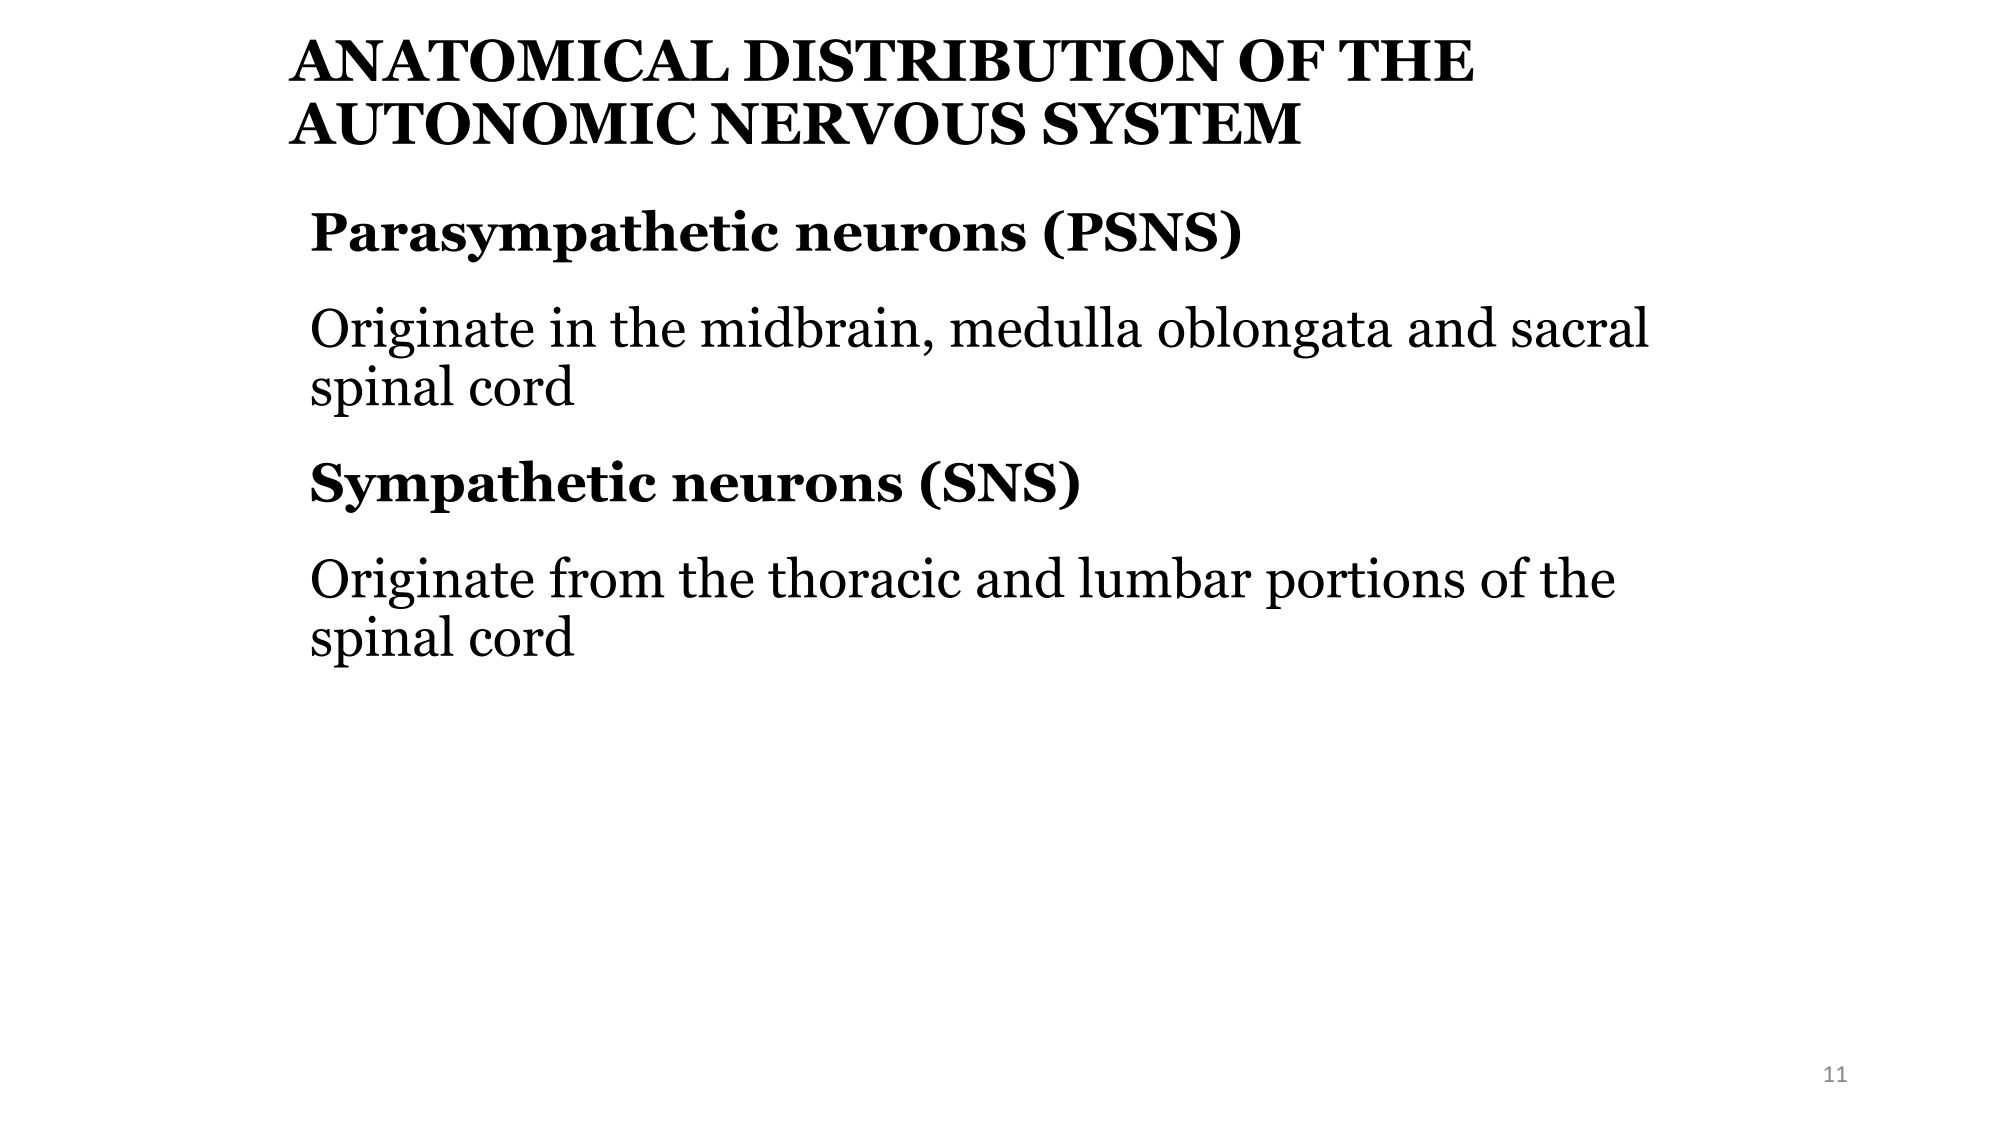 ANATOMICAL DISTRIBUTION OF THE
AUTONOMIC NERVOUS SYSTEM
Parasympathetic neurons (PSNS)
Originate in the midbrain, medulla oblongata and sacral
spinal cord
Sympathetic neurons (SNS)
Originate from the thoracic and lumbar portions of the
spinal cord
11